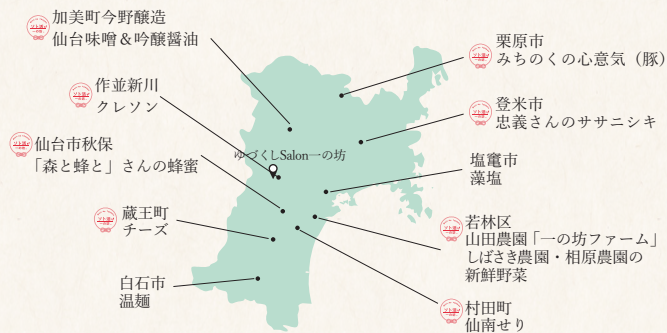 加美町今野醸造
仙台味噌＆吟醸醤油
作並新川
クレソン
仙台市秋保
「森と蜂と」さんの蜂蜜
蔵王町
チーズ
白石市
温麺
ゆづくしSalon一の坊
栗原市
みちのくの心意気（豚）
登米市
忠義さんのササニシキ
塩竈市
藻塩
若林区
山田農園「一の坊ファーム」
しばさき農園・相原農園の
新鮮野菜
村田町
仙南せり